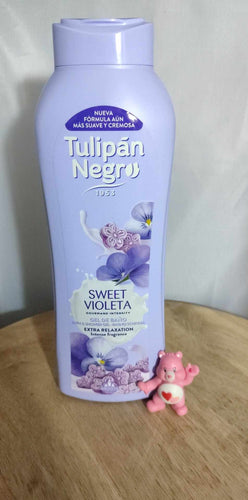 NUEVA
FÓRMULA AÚN
MÁS SUAVE Y CREMOSA
Tulipán
Negro
1953
SWEET
VIOLETA
GOURMAND INTENSITY
GEL DE BAÑO
EXTRA RELAXATION
Intense fragrance